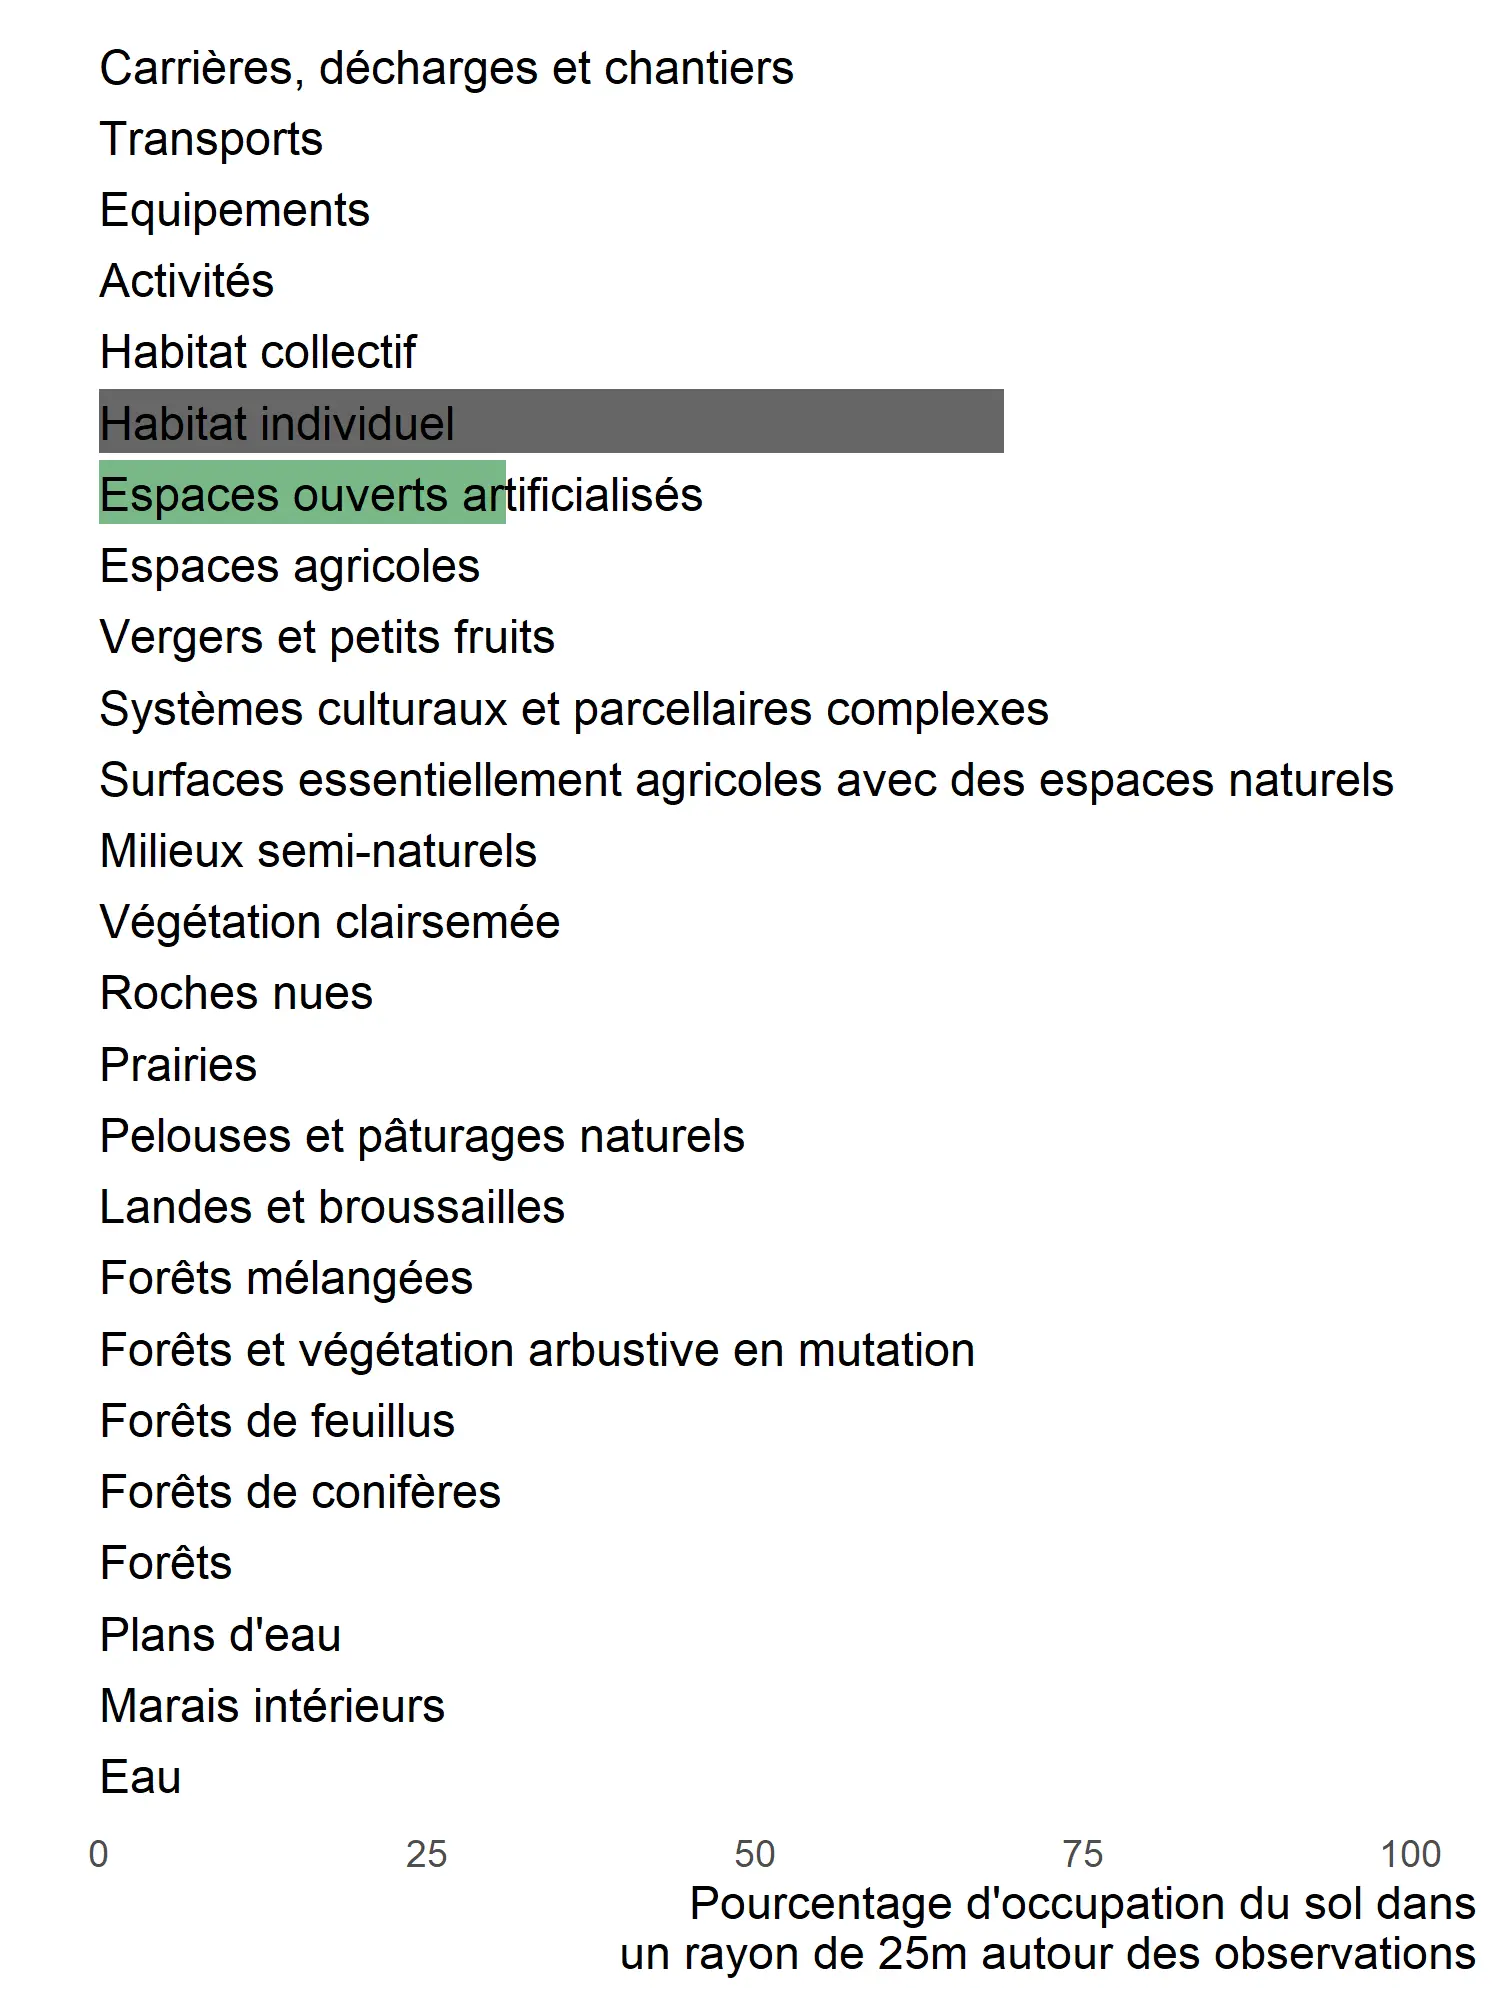 Carrières, décharges et chantiers
Transports
Equipements
Activités
Habitat collectif
Habitat individuel
Espaces ouverts artificialisés
Espaces agricoles
Vergers et petits fruits
Systèmes culturaux et parcellaires complexes
Surfaces essentiellement agricoles avec des espaces naturels
Milieux semi-naturels
Végétation clairsemée
Roches nues
Prairies
Pelouses et pâturages naturels
Landes et broussailles
Forêts mélangées
Forêts et végétation arbustive en mutation
Forêts de feuillus
Forêts de conifères
Forêts
Plans d'eau
Marais intérieurs
Eau
0 25 50 75 100
Pourcentage d'occupation du sol dans
un rayon de 25m autour des observations